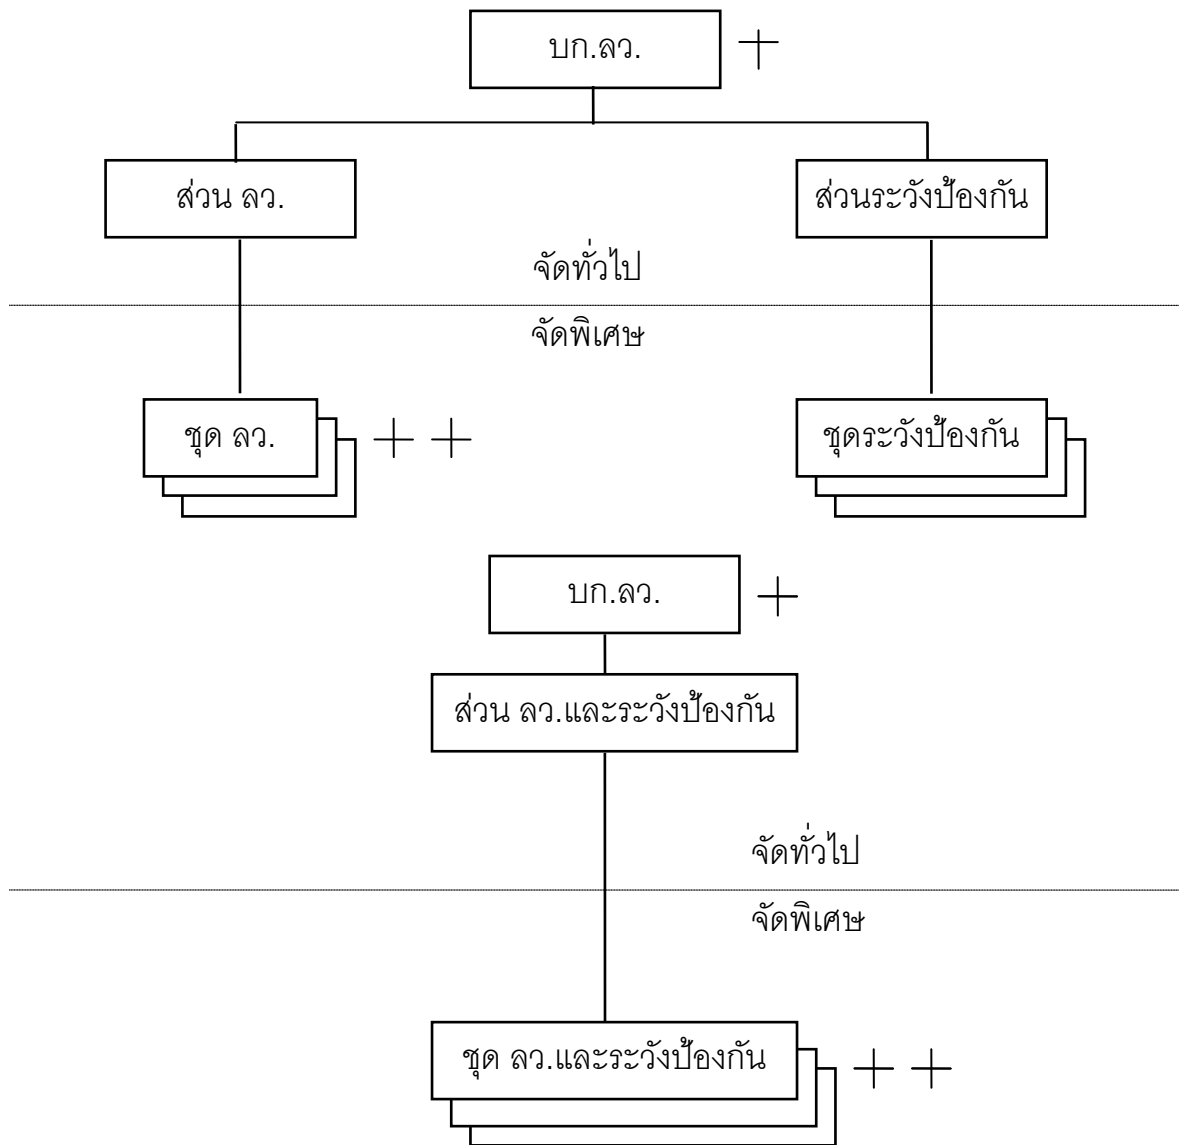 บก.ลว. +
ส่วน ลว.
ส่วนระวังป้องกัน
จัดทั่วไป
จัดพิเศษ
ชุด ลว. + +
ชุดระวังป้องกัน
บก.ลว. +
ส่วน ลว.และระวังป้องกัน
จัดทั่วไป
จัดพิเศษ
ชุด ลว.และระวังป้องกัน + +